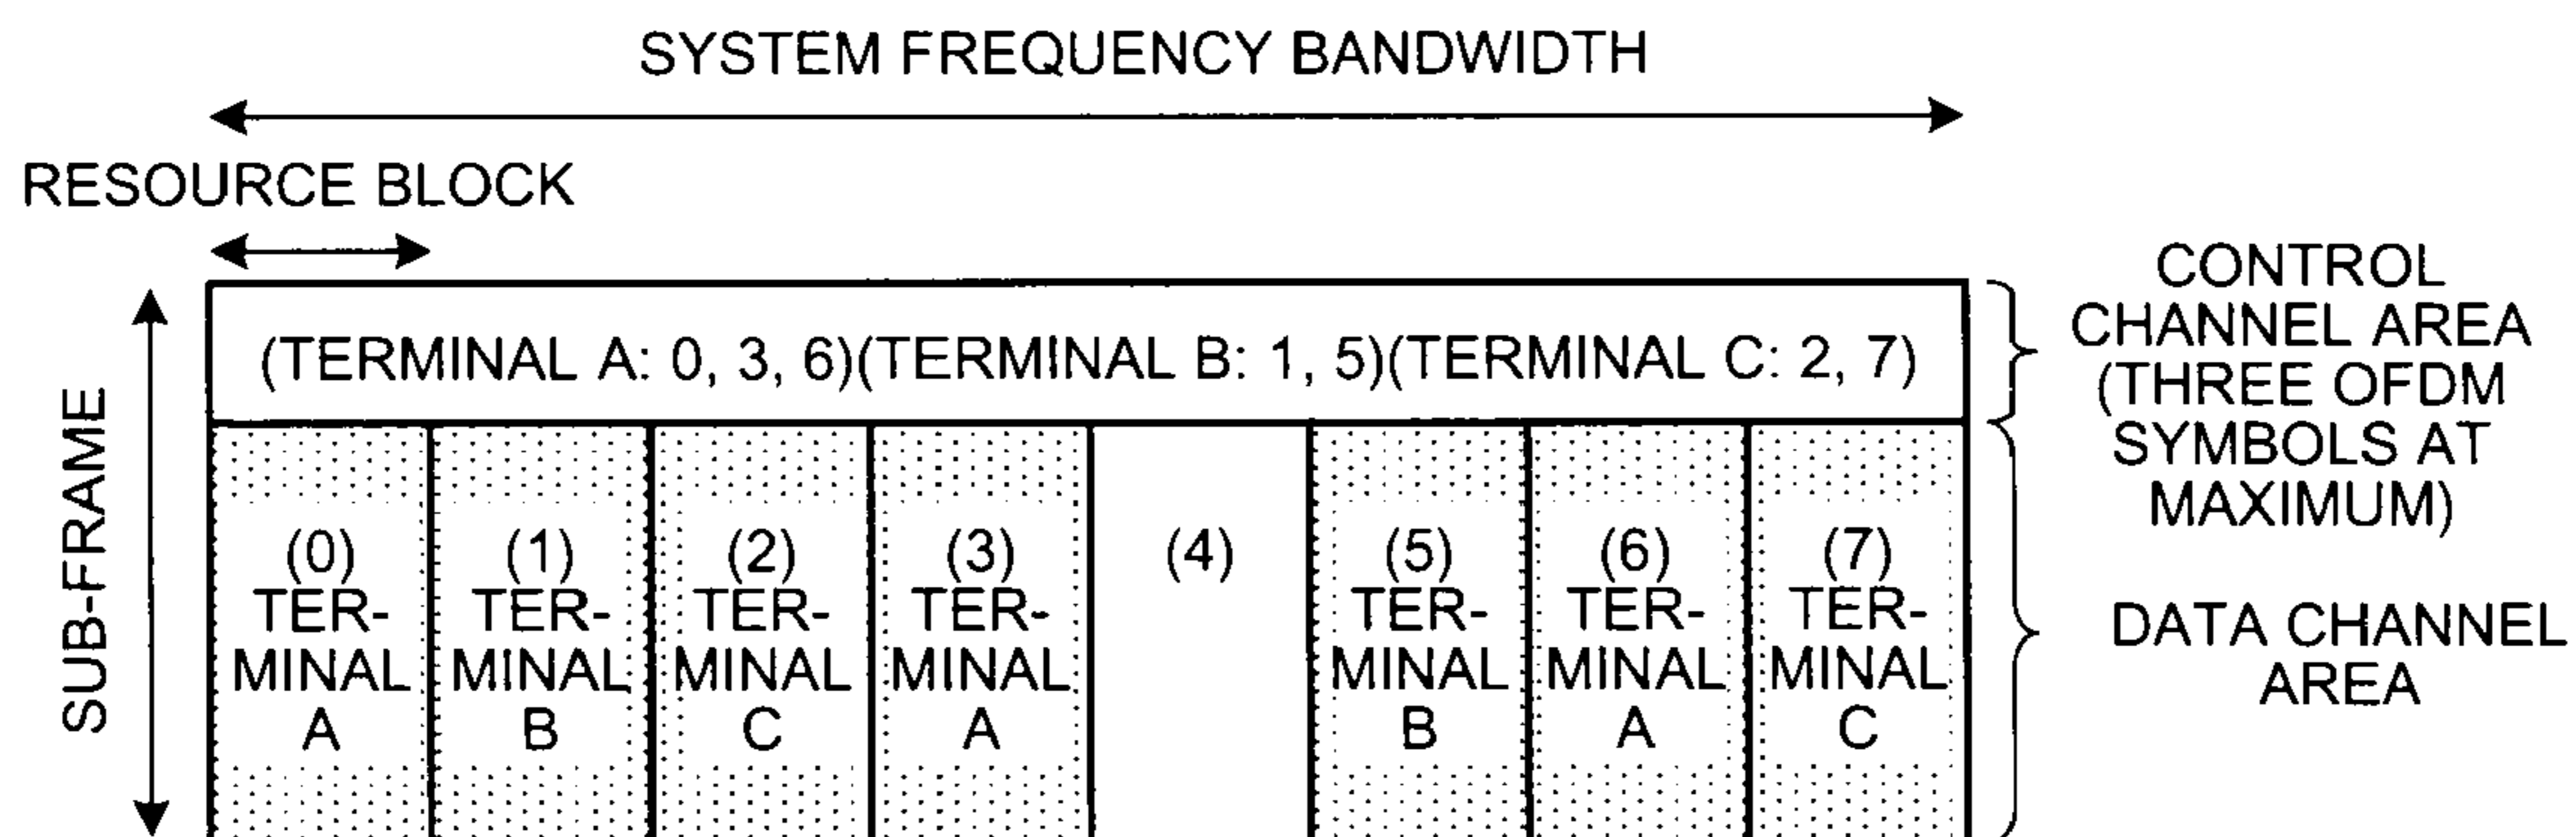 SYSTEM FREQUENCY BANDWIDTH
RESOURCE BLOCK
SUB-FRAME
(TERMINAL A: 0, 3, 6)(TERMINAL B: 1, 5)(TERMINAL C: 2, 7)
CONTROL
CHANNEL AREA
(THREE OFDM
SYMBOLS AT
MAXIMUM)
(0)
TER-
MINAL
A
(1)
TER-
MINAL
B
(2)
TER-
MINAL
C
(3)
TER-
MINAL
A
(4)
(5)
TER-
MINAL
B
(6)
TER-
MINAL
A
(7)
TER-
MINAL
C
DATA CHANNEL
AREA